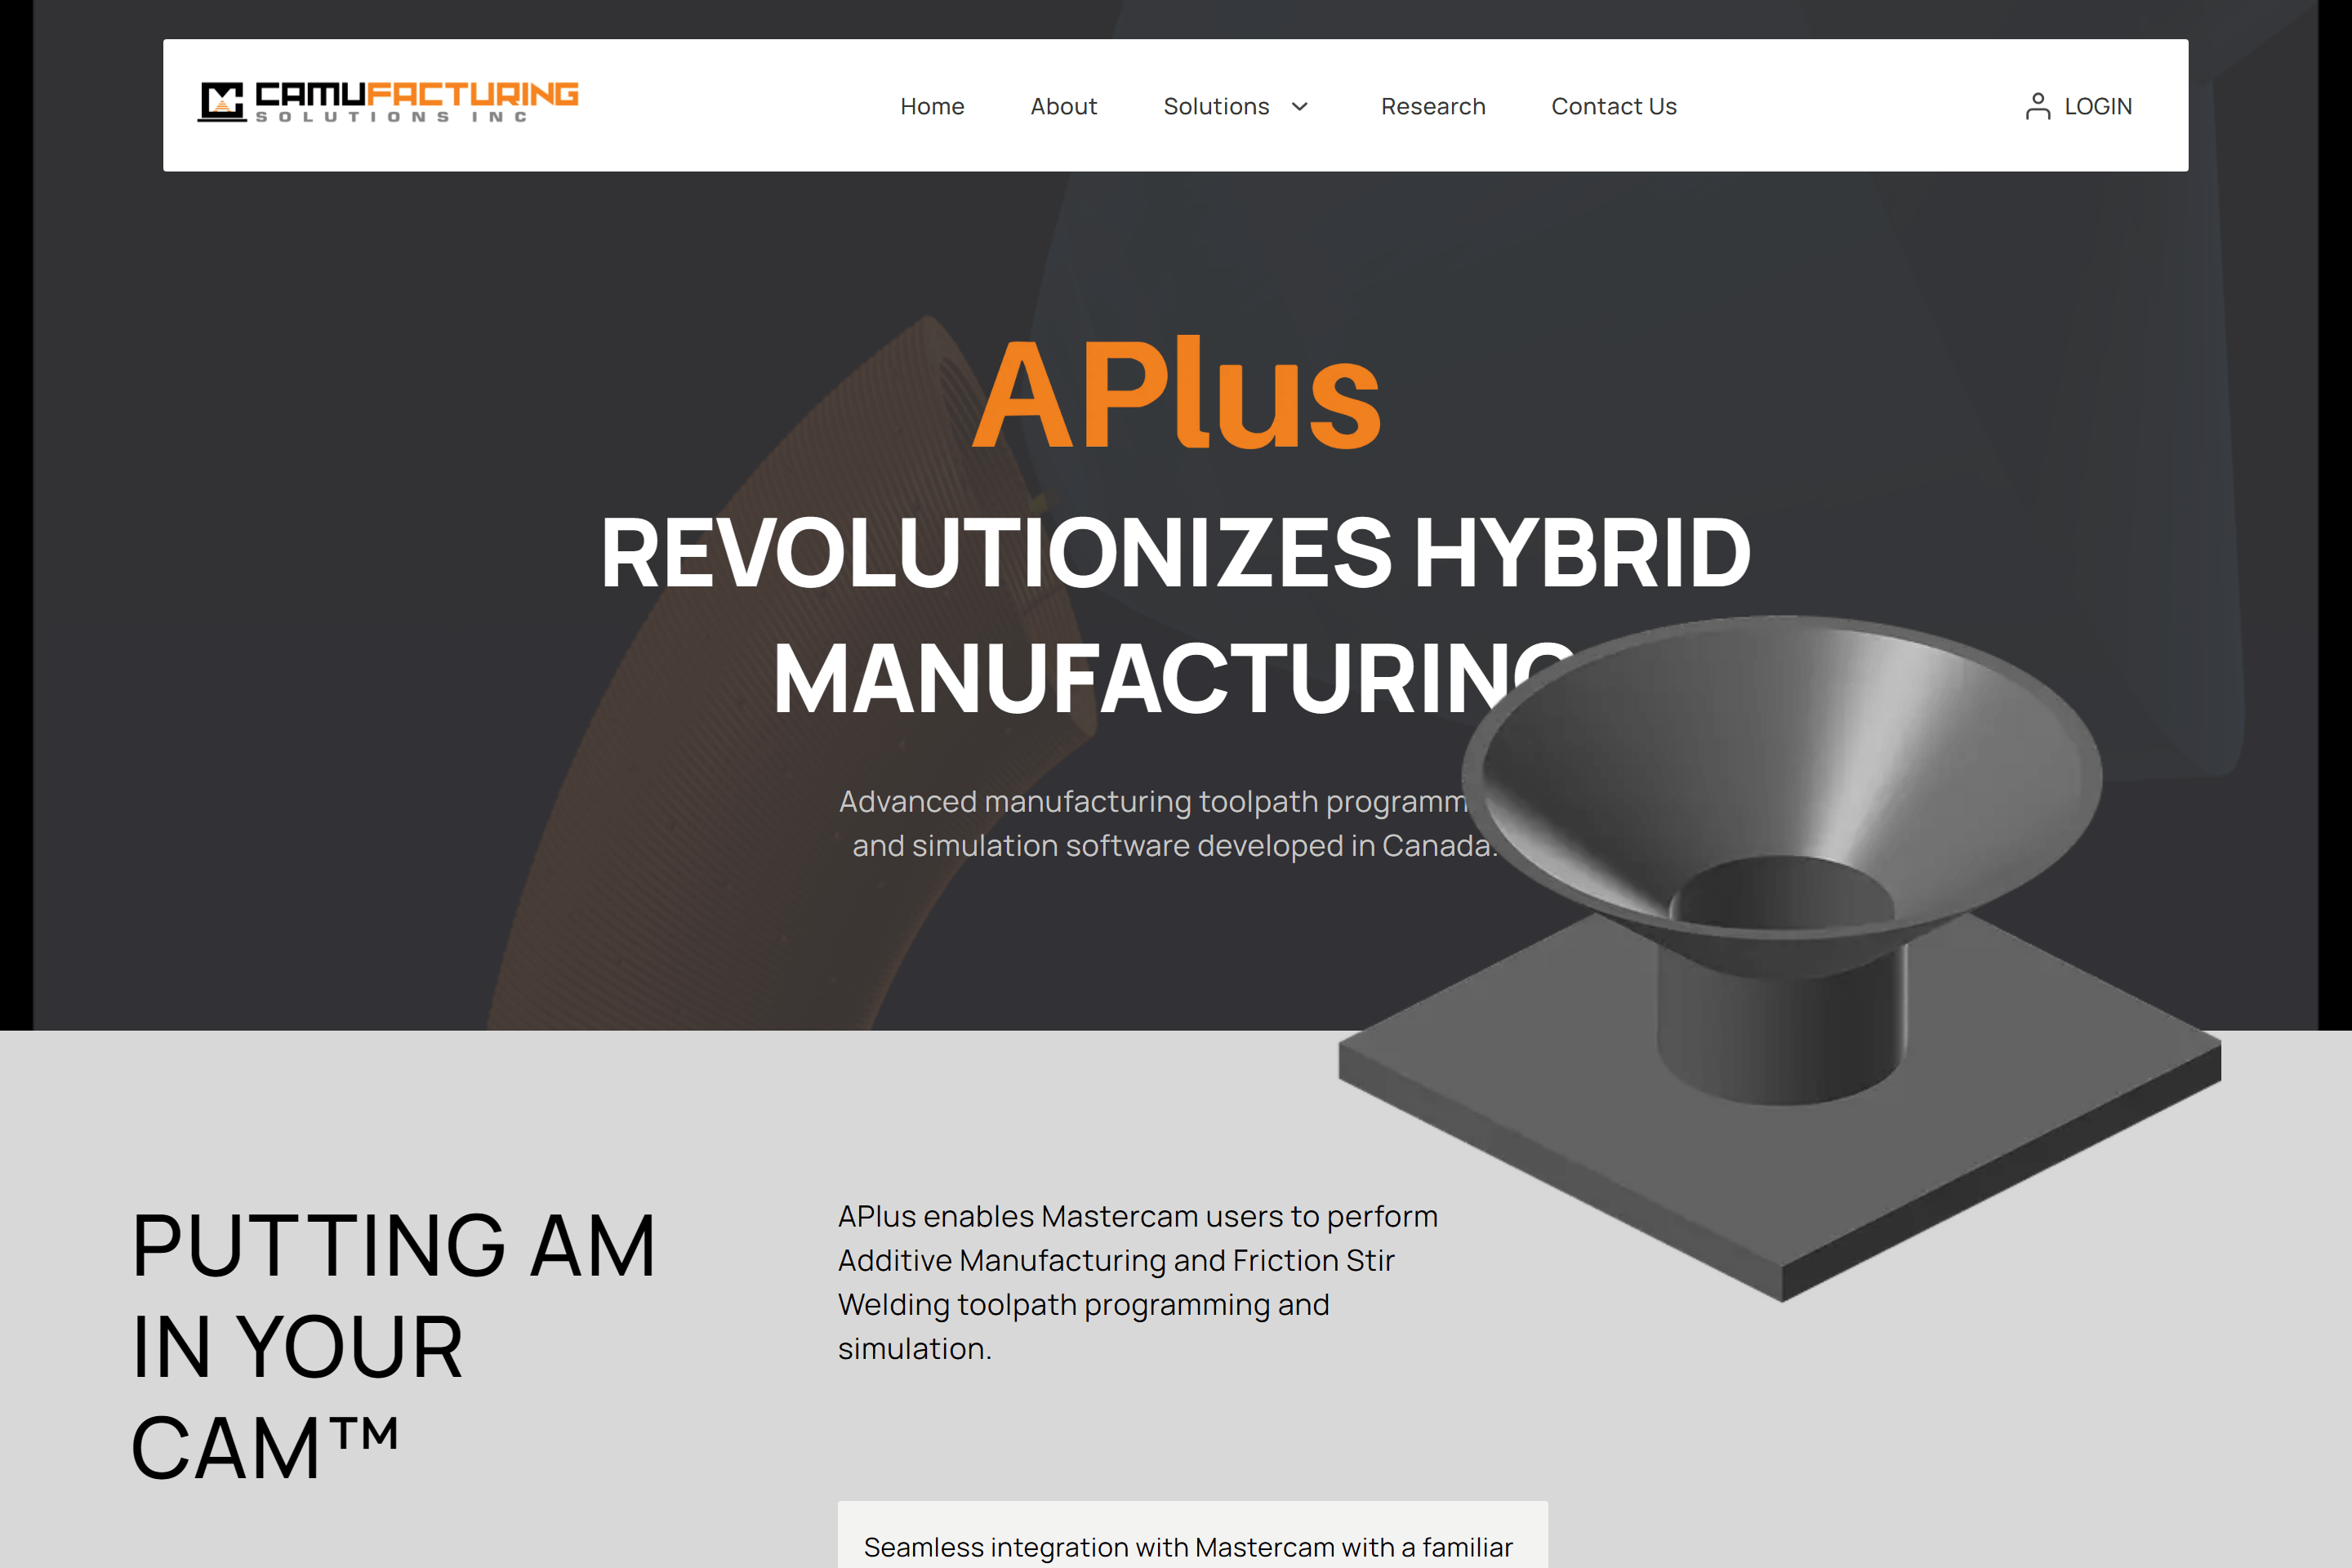 CAMUFACTURING
SOLUTIONS INC
Home
About
Solutions
Research
Contact Us
LOGIN
APlus
REVOLUTIONIZES HYBRID
MANUFACTURING
Advanced manufacturing toolpath
and simulation software developed in Canada.
PUTTING AM
IN YOUR
CAM™
APlus enables Mastercam users to perform
Additive Manufacturing and Friction Stir
Welding toolpath programming and
simulation.
Seamless integration with Mastercam with a familiar